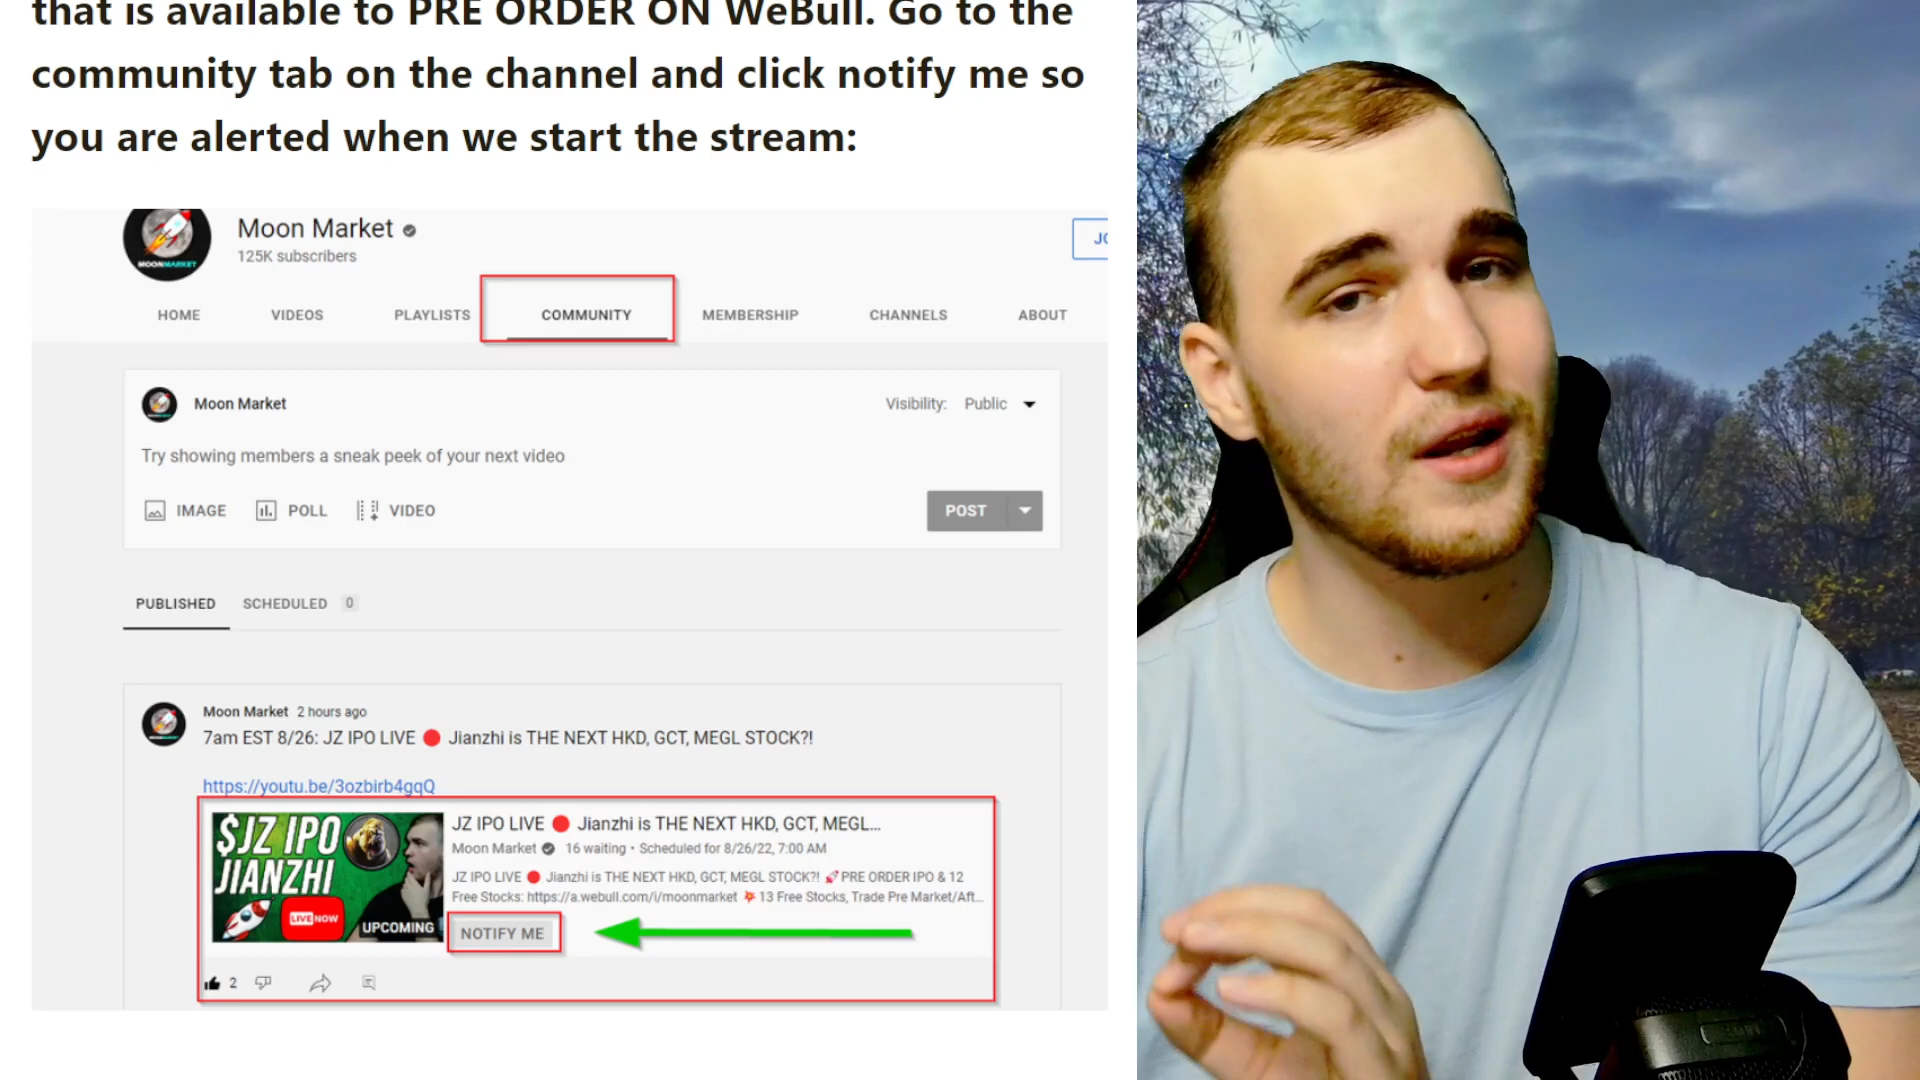 that is available to PRE ORDER ON WeBull. Go to the
community tab on the channel and click notify me so
you are alerted when we start the stream:
MOONMARKET
Moon Market
125K subscribers
JO
HOME VIDEOS PLAYLISTS COMMUNITY MEMBERSHIP CHANNELS ABOUT
Moon Market Visibility: Public
Try showing members a sneak peek of your next video
IMAGE POLL VIDEO POST
PUBLISHED SCHEDULED 0
Moon Market 2 hours ago
7am EST 8/26: JZ IPO LIVE 🔴 Jianzhi is THE NEXT HKD, GCT, MEGL STOCK?!
https://youtu.be/3ozbirb4gqQ
$JZ IPO
JIANZHI
LIVE NOW
UPCOMING
JZ IPO LIVE 🔴 Jianzhi is THE NEXT HKD, GCT, MEGL...
Moon Market 16 waiting • Scheduled for 8/26/22, 7:00 AM
JZ IPO LIVE 🔴 Jianzhi is THE NEXT HKD, GCT, MEGL STOCK?! 🚀 PRE ORDER IPO & 12
Free Stocks: https://a.webull.com/i/moonmarket 💥 13 Free Stocks, Trade Pre Market/Aft...
NOTIFY ME
2